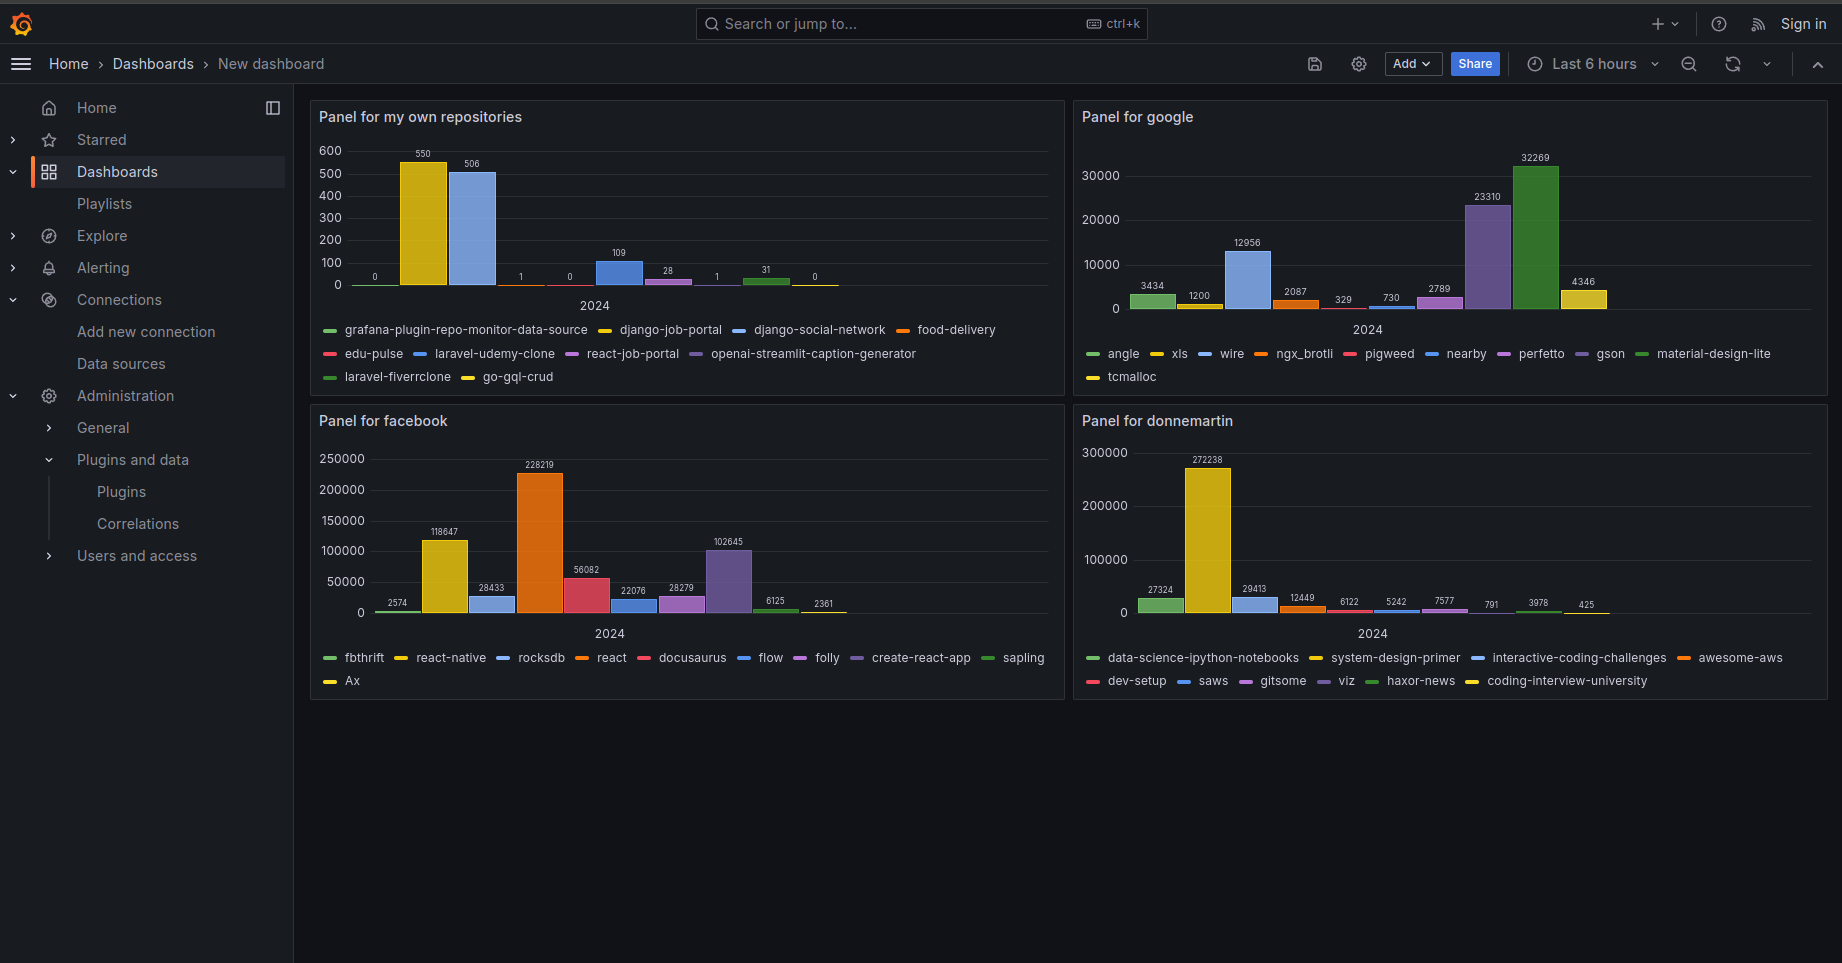 Search or jump to...
ctrl+k
Sign in
Home › Dashboards › New dashboard
Add
Share
Last 6 hours
Home
Starred
Dashboards
Playlists
Explore
Alerting
Connections
Add new connection
Data sources
Administration
General
Plugins and data
Plugins
Correlations
Users and access
Panel for my own repositories
600
500
400
300
200
100
0
0 550 506 1 0 109 28 1 31 0
2024
grafana-plugin-repo-monitor-data-source django-job-portal django-social-network food-delivery
edu-pulse laravel-udemy-clone react-job-portal openai-streamlit-caption-generator
laravel-fiverrclone go-gql-crud
Panel for google
30000
20000
10000
0
3434 1200 12956 2087 329 730 2789 23310 32269 4346
2024
angle xls wire ngx_brotli pigweed nearby perfetto gson material-design-lite
tcmalloc
Panel for facebook
250000
200000
150000
100000
50000
0
2574 118647 28433 228219 56082 22076 28279 102645 6125 2361
2024
fbthrift react-native rocksdb react docusaurus flow folly create-react-app sapling
Ax
Panel for donnemartin
300000
200000
100000
0
27324 272238 29413 12449 6122 5242 7577 791 3978 425
2024
data-science-ipython-notebooks system-design-primer interactive-coding-challenges awesome-aws
dev-setup saws gitsome viz haxor-news coding-interview-university